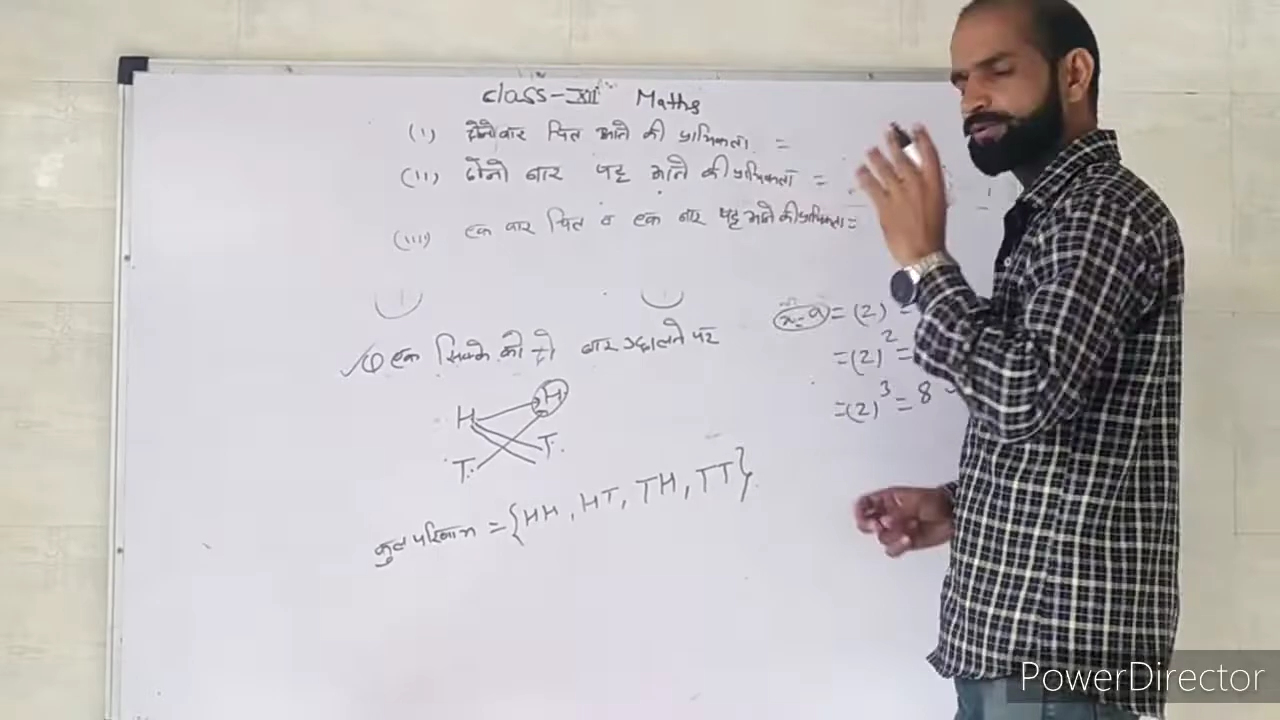 class-XII Maths
(i) दोनो बार चित आने की प्रायिकता =
(ii) दोनो बार पट्ट आने की प्रायिकता =
(iii) एक बार चित व एक बार पट्ट आने की प्रायिकता =
= (2)
① एक सिक्के को दो बार उछालने पर
= (2)² =
= (2)³ = 8
H H
T T
कुल परिणाम = {HH, HT, TH, TT}
PowerDirector